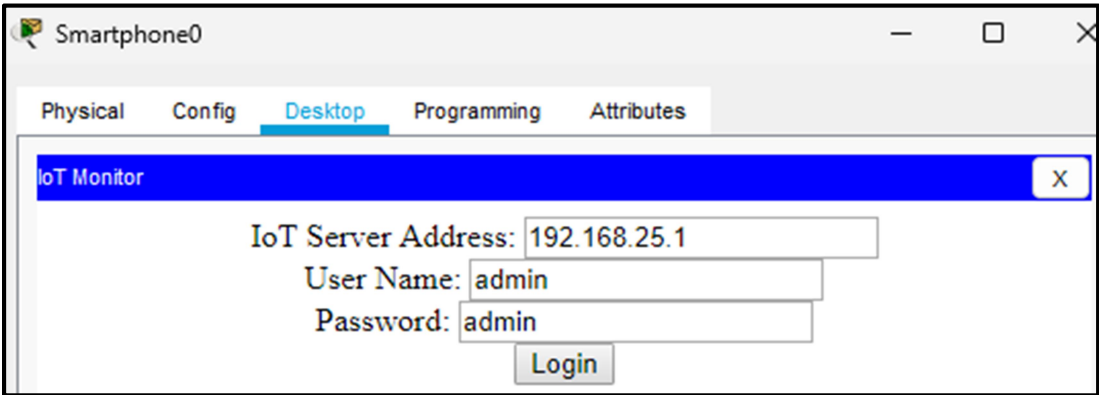 Smartphone0
Physical Config Desktop Programming Attributes
IoT Monitor X
IoT Server Address: 192.168.25.1
User Name: admin
Password: admin
Login